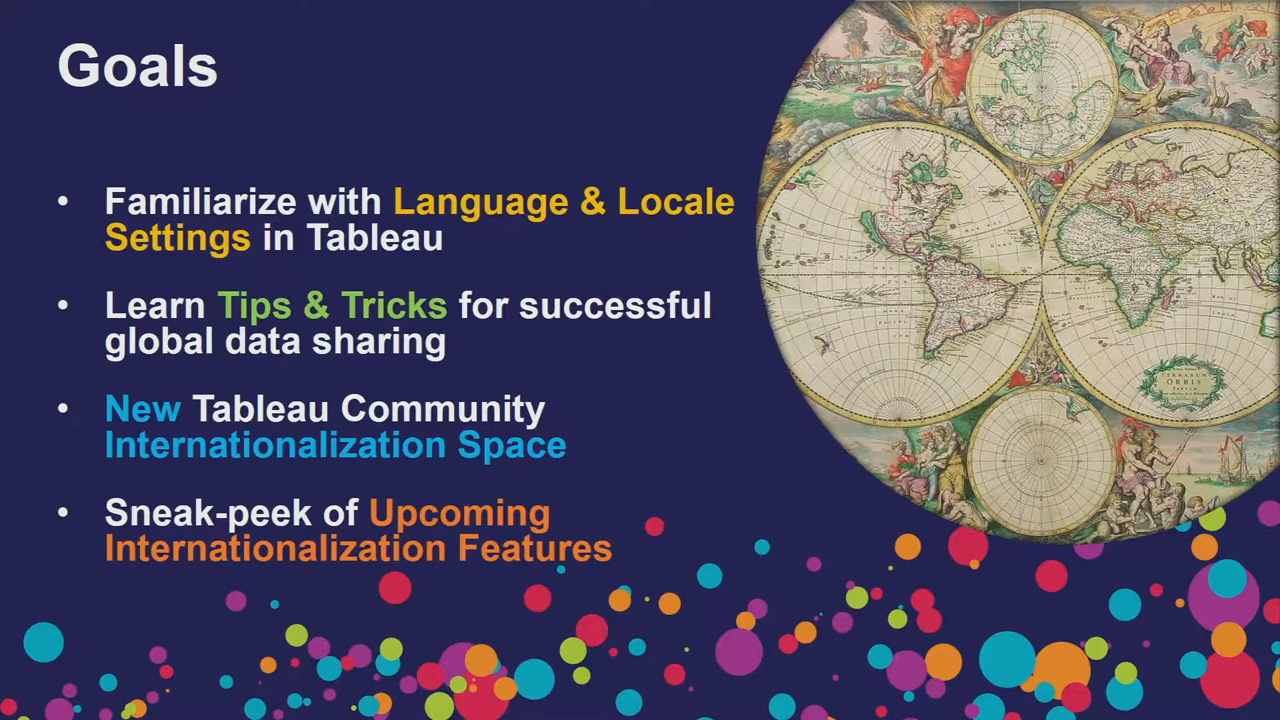 Goals
• Familiarize with Language & Locale
Settings in Tableau
• Learn Tips & Tricks for successful
global data sharing
• New Tableau Community
Internationalization Space
• Sneak-peek of Upcoming
Internationalization Features
ORBIS